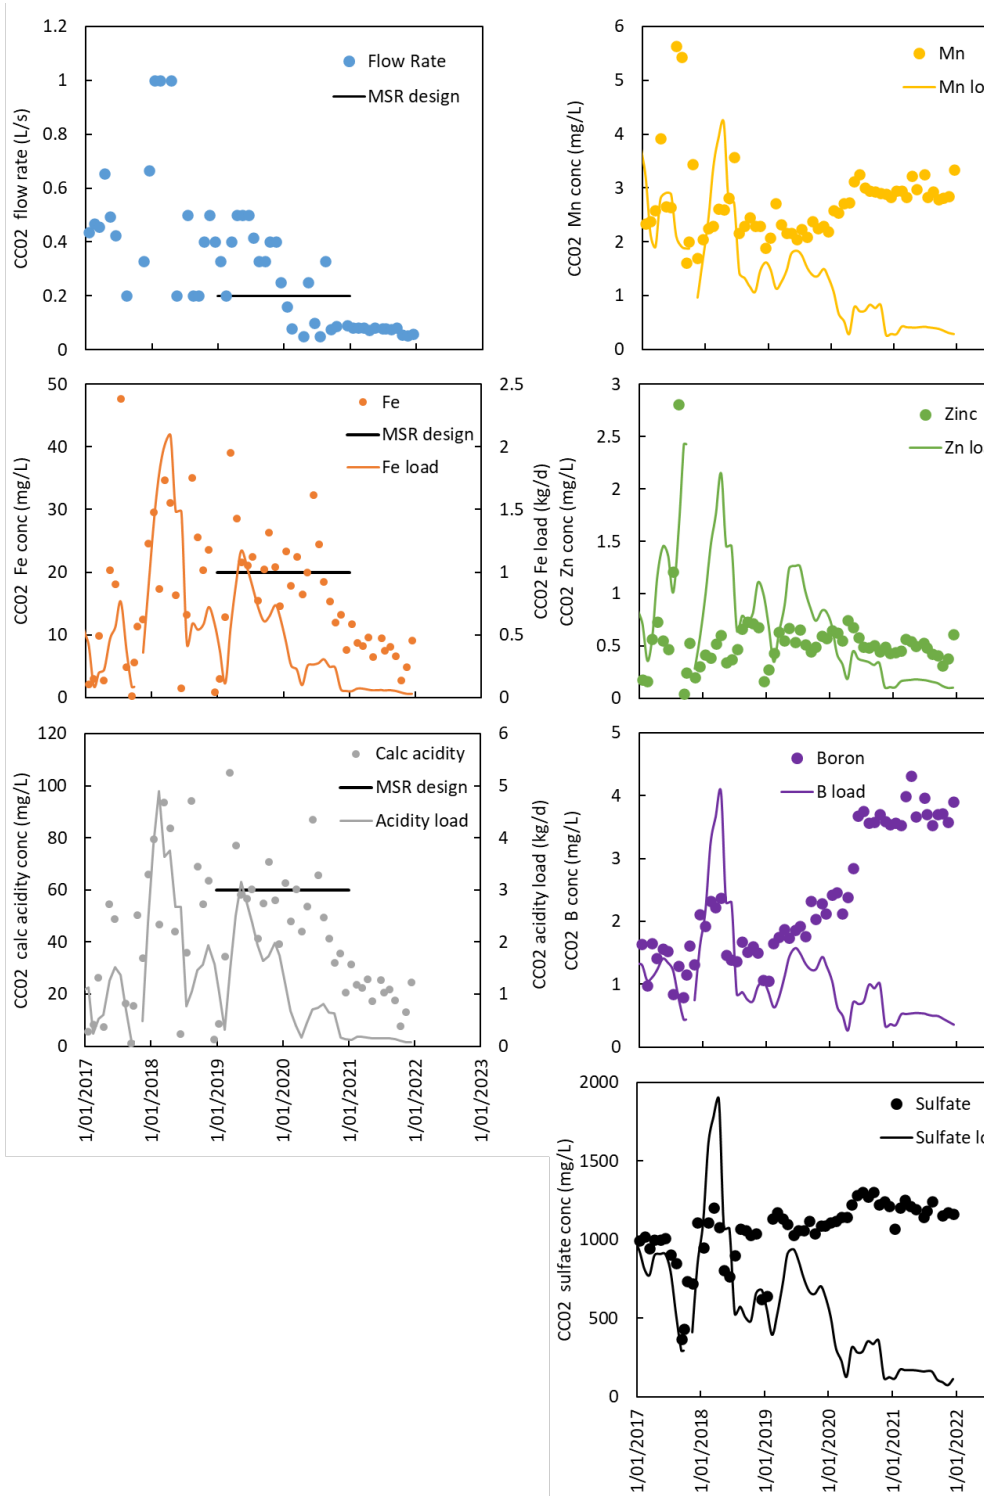 1.2
1
0.8
0.6
0.4
0.2
0
CC02 flow rate (L/s)
Flow Rate
MSR design
6
5
4
3
2
1
0
CC02 Mn conc (mg/L)
Mn
Mn lo
50
40
30
20
10
0
CC02 Fe conc (mg/L)
Fe
MSR design
Fe load
2.5
2
1.5
1
0.5
0
CC02 Fe load (kg/d)
3
2.5
2
1.5
1
0.5
0
CC02 Zn conc (mg/L)
Zinc
Zn lo
120
100
80
60
40
20
0
CC02 calc acidity conc (mg/L)
Calc acidity
MSR design
Acidity load
6
5
4
3
2
1
0
CC02 acidity load (kg/d)
1/01/2017
1/01/2018
1/01/2019
1/01/2020
1/01/2021
1/01/2022
1/01/2023
5
4
3
2
1
0
CC02 B conc (mg/L)
Boron
B load
2000
1500
1000
500
0
CC02 sulfate conc (mg/L)
Sulfate
Sulfate lo
1/01/2017
1/01/2018
1/01/2019
1/01/2020
1/01/2021
1/01/2022